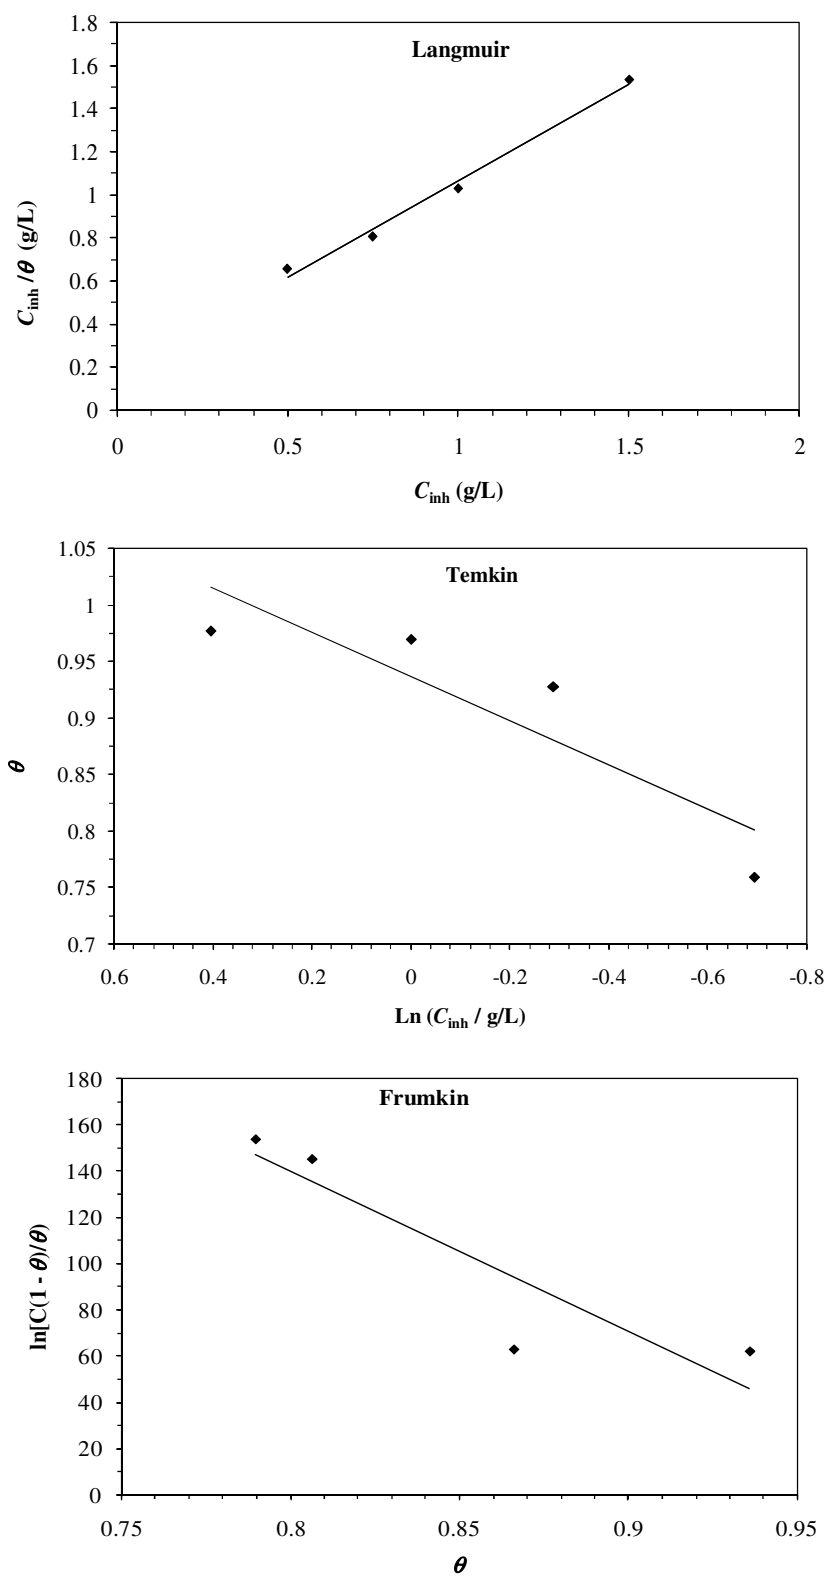 Langmuir
1.8
1.6
1.4
1.2
1
0.8
0.6
0.4
0.2
0
C_inh /θ (g/L)
0 0.5 1 1.5 2
C_inh (g/L)
Temkin
1.05
1
0.95
0.9
0.85
0.8
0.75
0.7
θ
0.6 0.4 0.2 0 -0.2 -0.4 -0.6 -0.8
Ln (C_inh / g/L)
Frumkin
180
160
140
120
100
80
60
40
20
0
ln[C(1 - θ)/θ)
0.75 0.8 0.85 0.9 0.95
θ